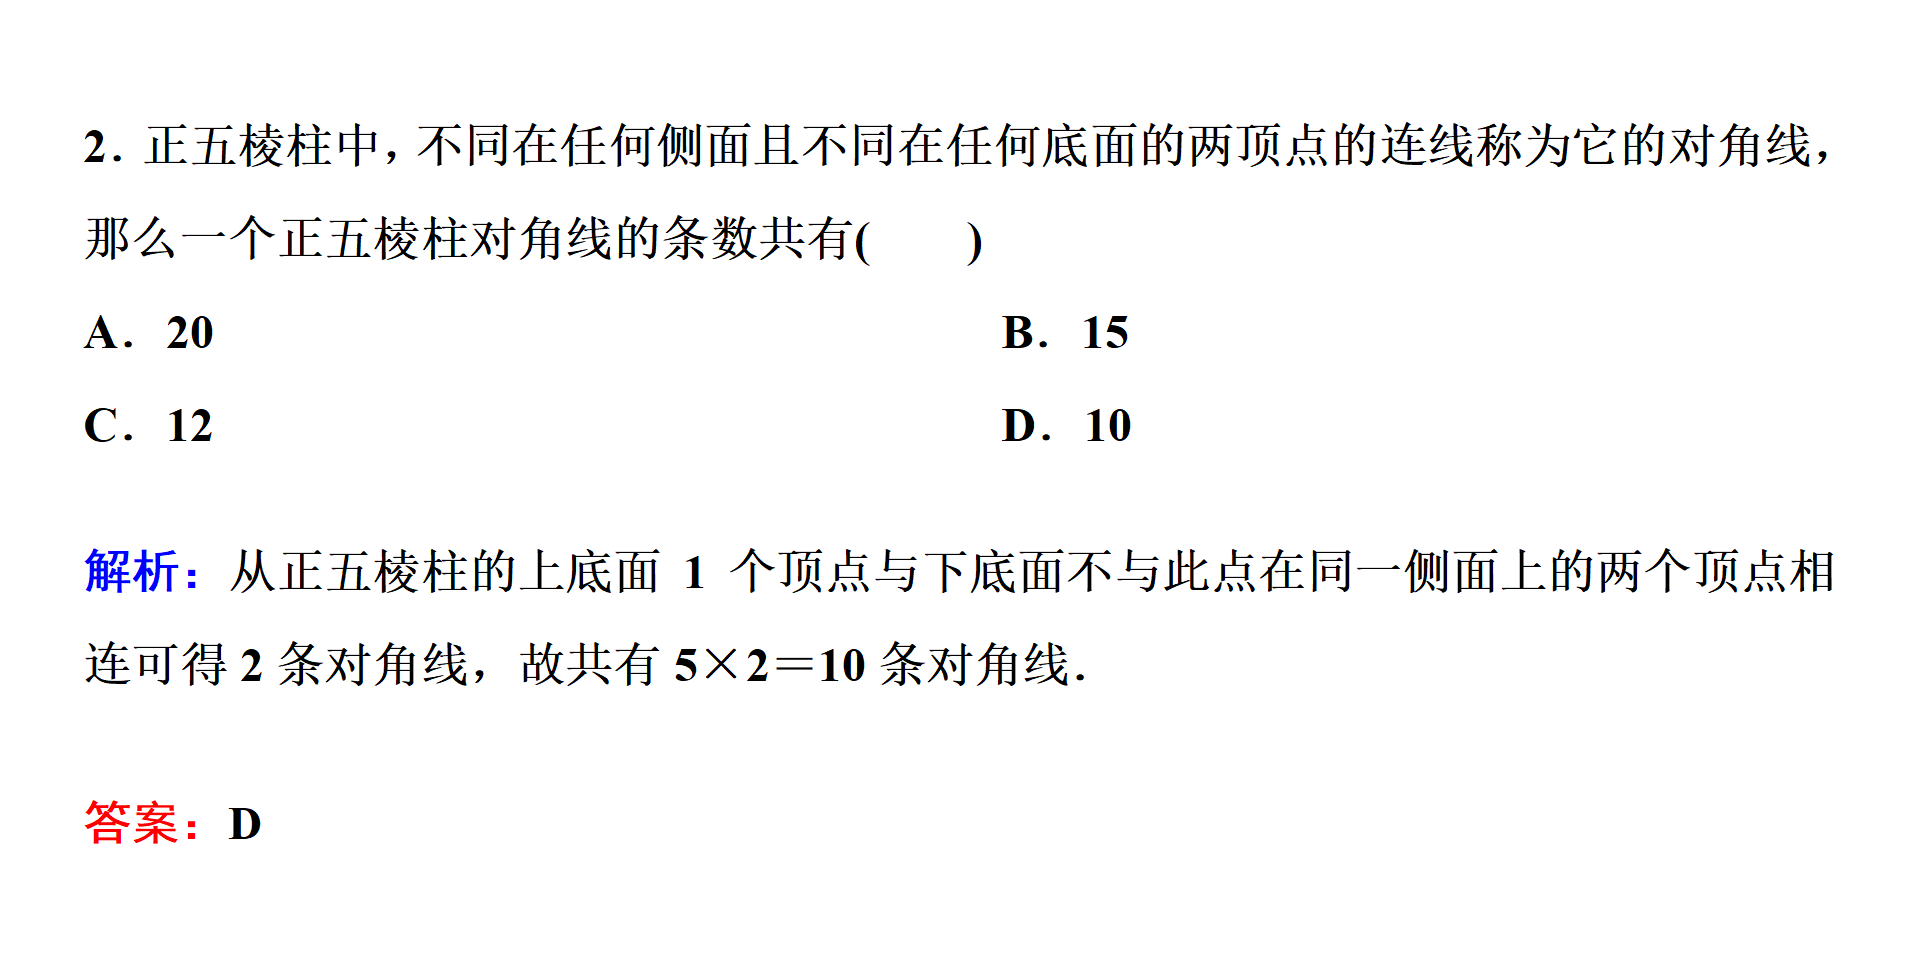 2．正五棱柱中，不同在任何侧面且不同在任何底面的两顶点的连线称为它的对角线，
那么一个正五棱柱对角线的条数共有(　　)
A．20　　B．15
C．12　　D．10
解析：从正五棱柱的上底面 1 个顶点与下底面不与此点在同一侧面上的两个顶点相
连可得 2 条对角线，故共有 5×2＝10 条对角线．
答案：D